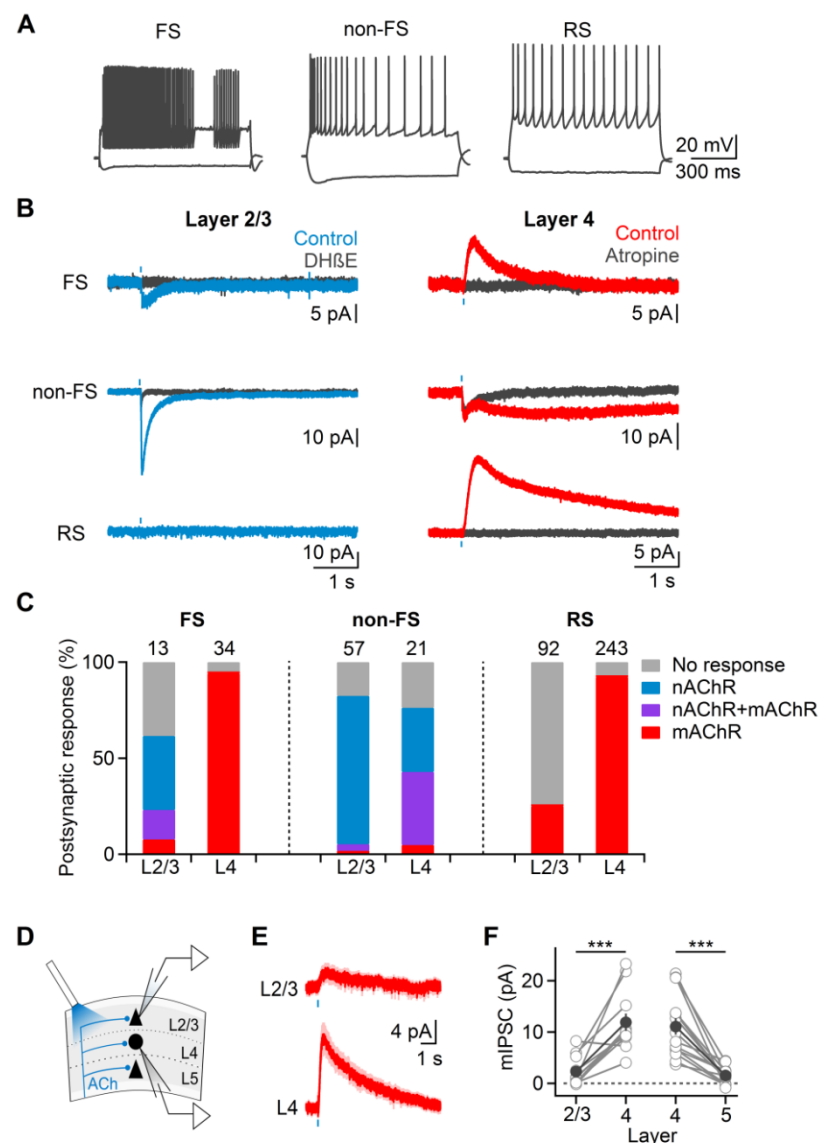 A
FS
non-FS
RS
20 mV
300 ms
B
Layer 2/3
Layer 4
Control
DHßE
Control
Atropine
FS
5 pA
5 pA
non-FS
10 pA
10 pA
RS
10 pA
1 s
5 pA
1 s
C
FS
non-FS
RS
13
34
57
21
92
243
Postsynaptic response (%)
100
50
0
No response
nAChR
nAChR+mAChR
mAChR
L2/3
L4
L2/3
L4
L2/3
L4
D
L2/3
L4
L5
ACh
E
L2/3
4 pA
1 s
L4
F
mIPSC (pA)
***
***
20
10
0
2/3
4
4
5
Layer